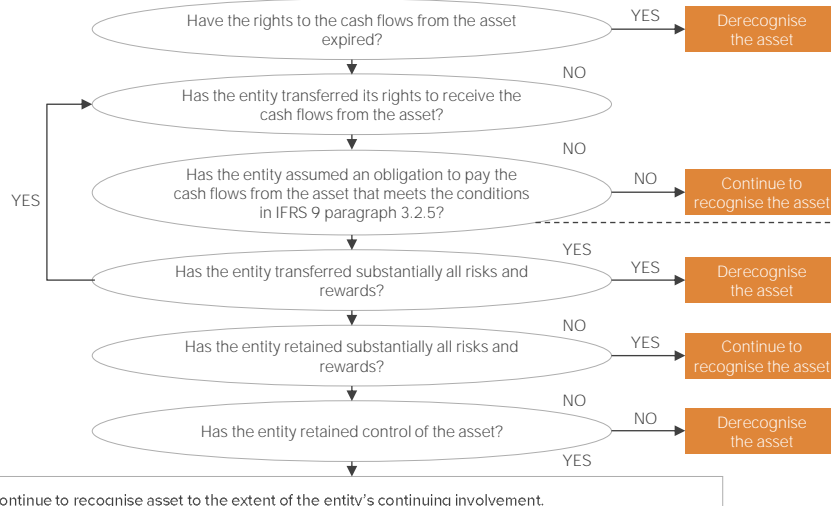 Have the rights to the cash flows from the asset
expired?
YES
Derecognise
the asset
NO
Has the entity transferred its rights to receive the
cash flows from the asset?
NO
Has the entity assumed an obligation to pay the
cash flows from the asset that meets the conditions
in IFRS 9 paragraph 3.2.5?
NO
Continue to
recognise the asset
YES
YES
Has the entity transferred substantially all risks and
rewards?
YES
Derecognise
the asset
NO
Has the entity retained substantially all risks and
rewards?
YES
Continue to
recognise the asset
NO
Has the entity retained control of the asset?
NO
Derecognise
the asset
YES
ontinue to recognise asset to the extent of the entity's continuing involvement.